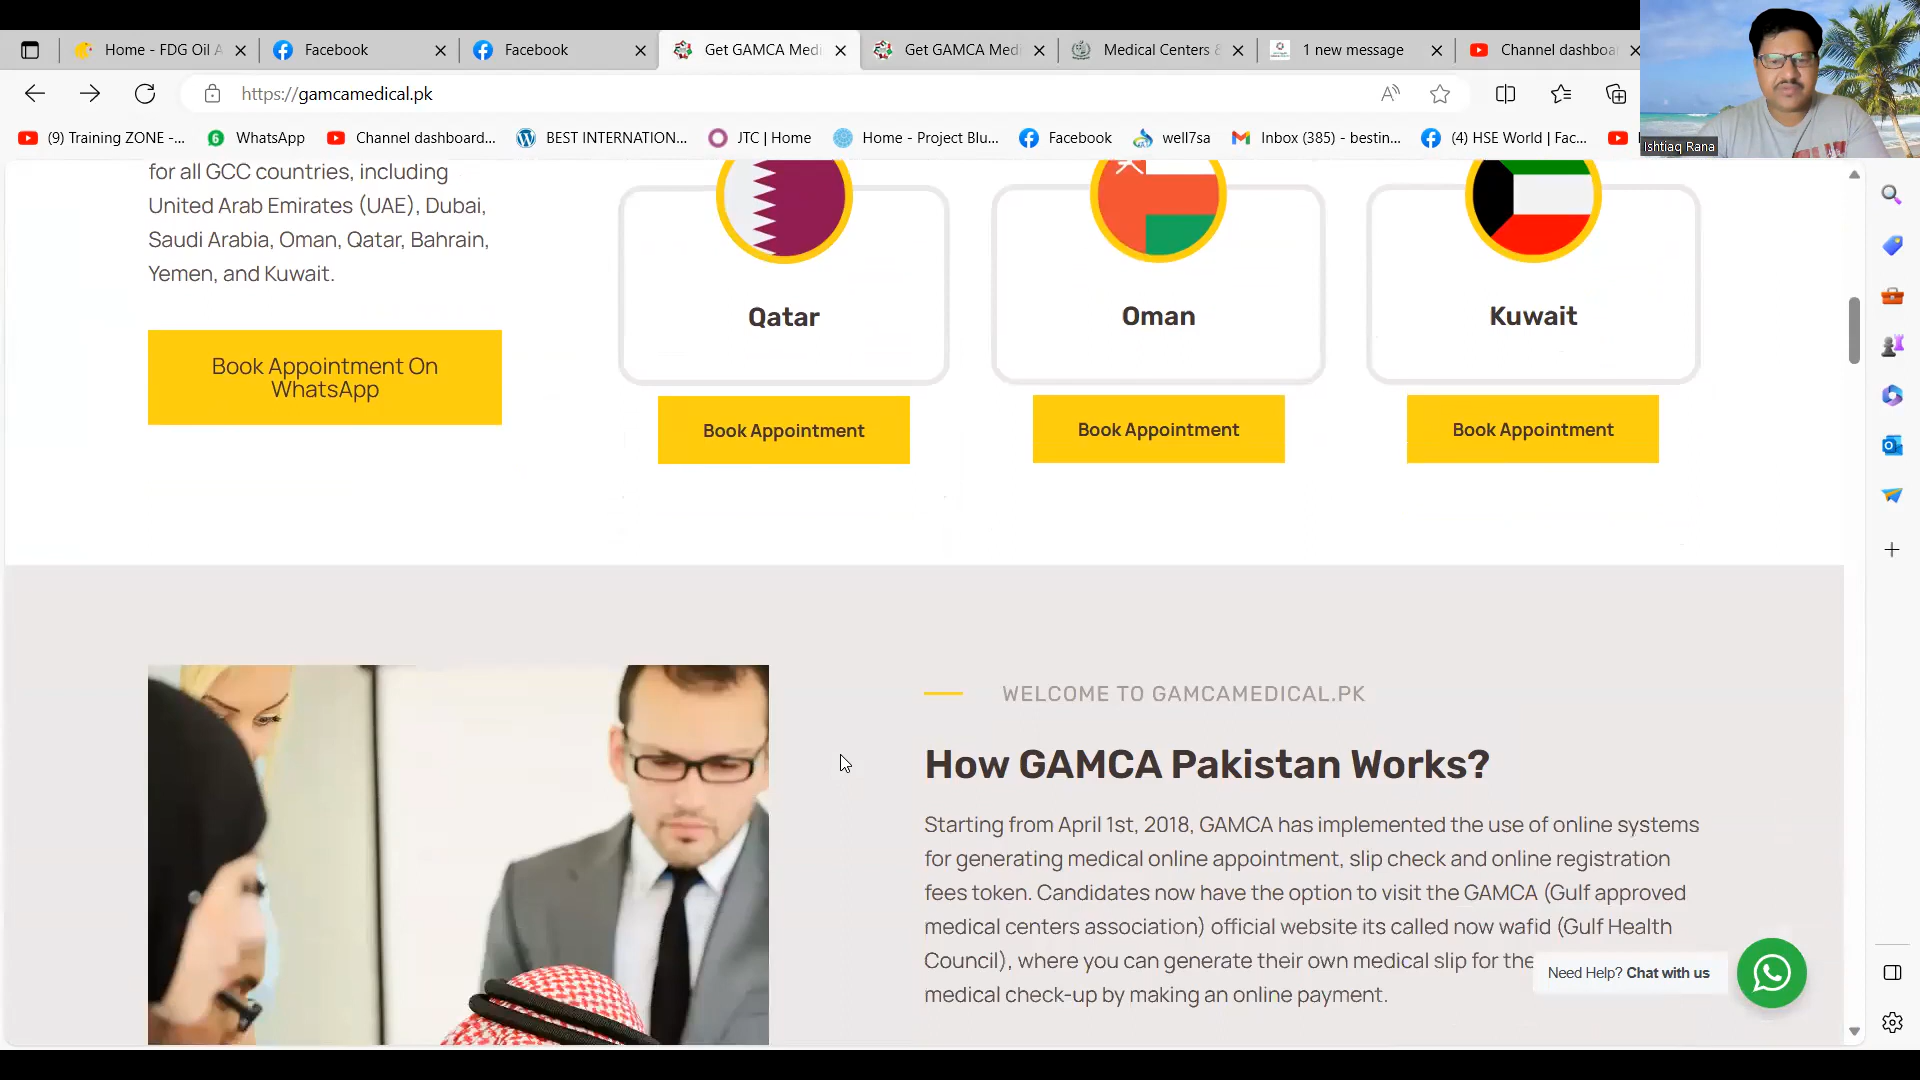 Home - FDG Oil A
Facebook
Facebook
Get GAMCA Medi
Get GAMCA Med
Medical Centers &
1 new message
Channel dashboa
https://gamcamedical.pk
(9) Training ZONE -...
6
WhatsApp
Channel dashboard...
BEST INTERNATION...
JTC | Home
Home - Project Blu...
Facebook
well7sa
Inbox (385) - bestin...
(4) HSE World | Fac...
Ishtiaq Rana
for all GCC countries, including
United Arab Emirates (UAE), Dubai,
Saudi Arabia, Oman, Qatar, Bahrain,
Yemen, and Kuwait.
Book Appointment On
WhatsApp
Qatar
Oman
Kuwait
Book Appointment
Book Appointment
Book Appointment
WELCOME TO GAMCAMEDICAL.PK
How GAMCA Pakistan Works?
Starting from April 1st, 2018, GAMCA has implemented the use of online systems
for generating medical online appointment, slip check and online registration
fees token. Candidates now have the option to visit the GAMCA (Gulf approved
medical centers association) official website its called now wafid (Gulf Health
Council), where you can generate their own medical slip for the
medical check-up by making an online payment.
Need Help? Chat with us